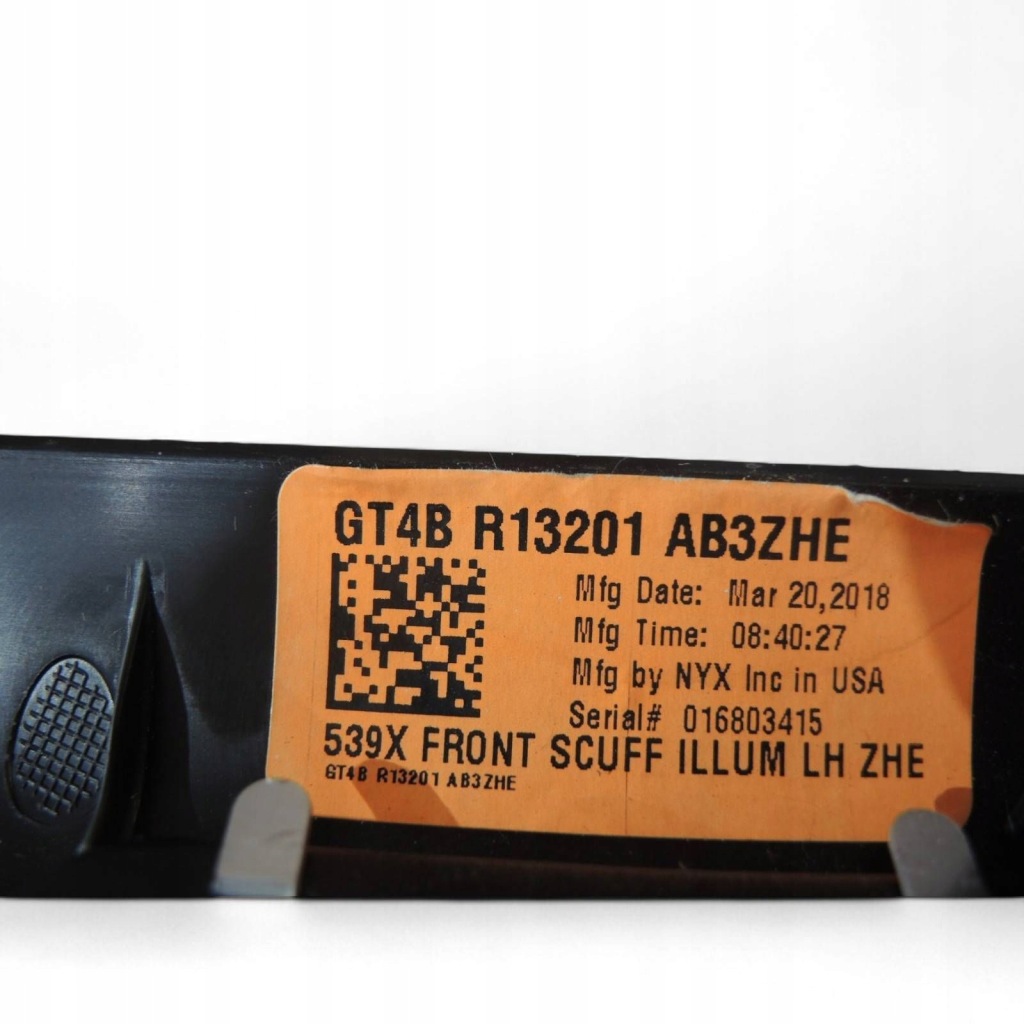 GT4B R13201 AB3ZHE
Mfg Date: Mar 20,2018
Mfg Time: 08:40:27
Mfg by NYX Inc in USA
Serial# 016803415
539X FRONT SCUFF ILLUM LH ZHE
GT4B R13201 AB3ZHE